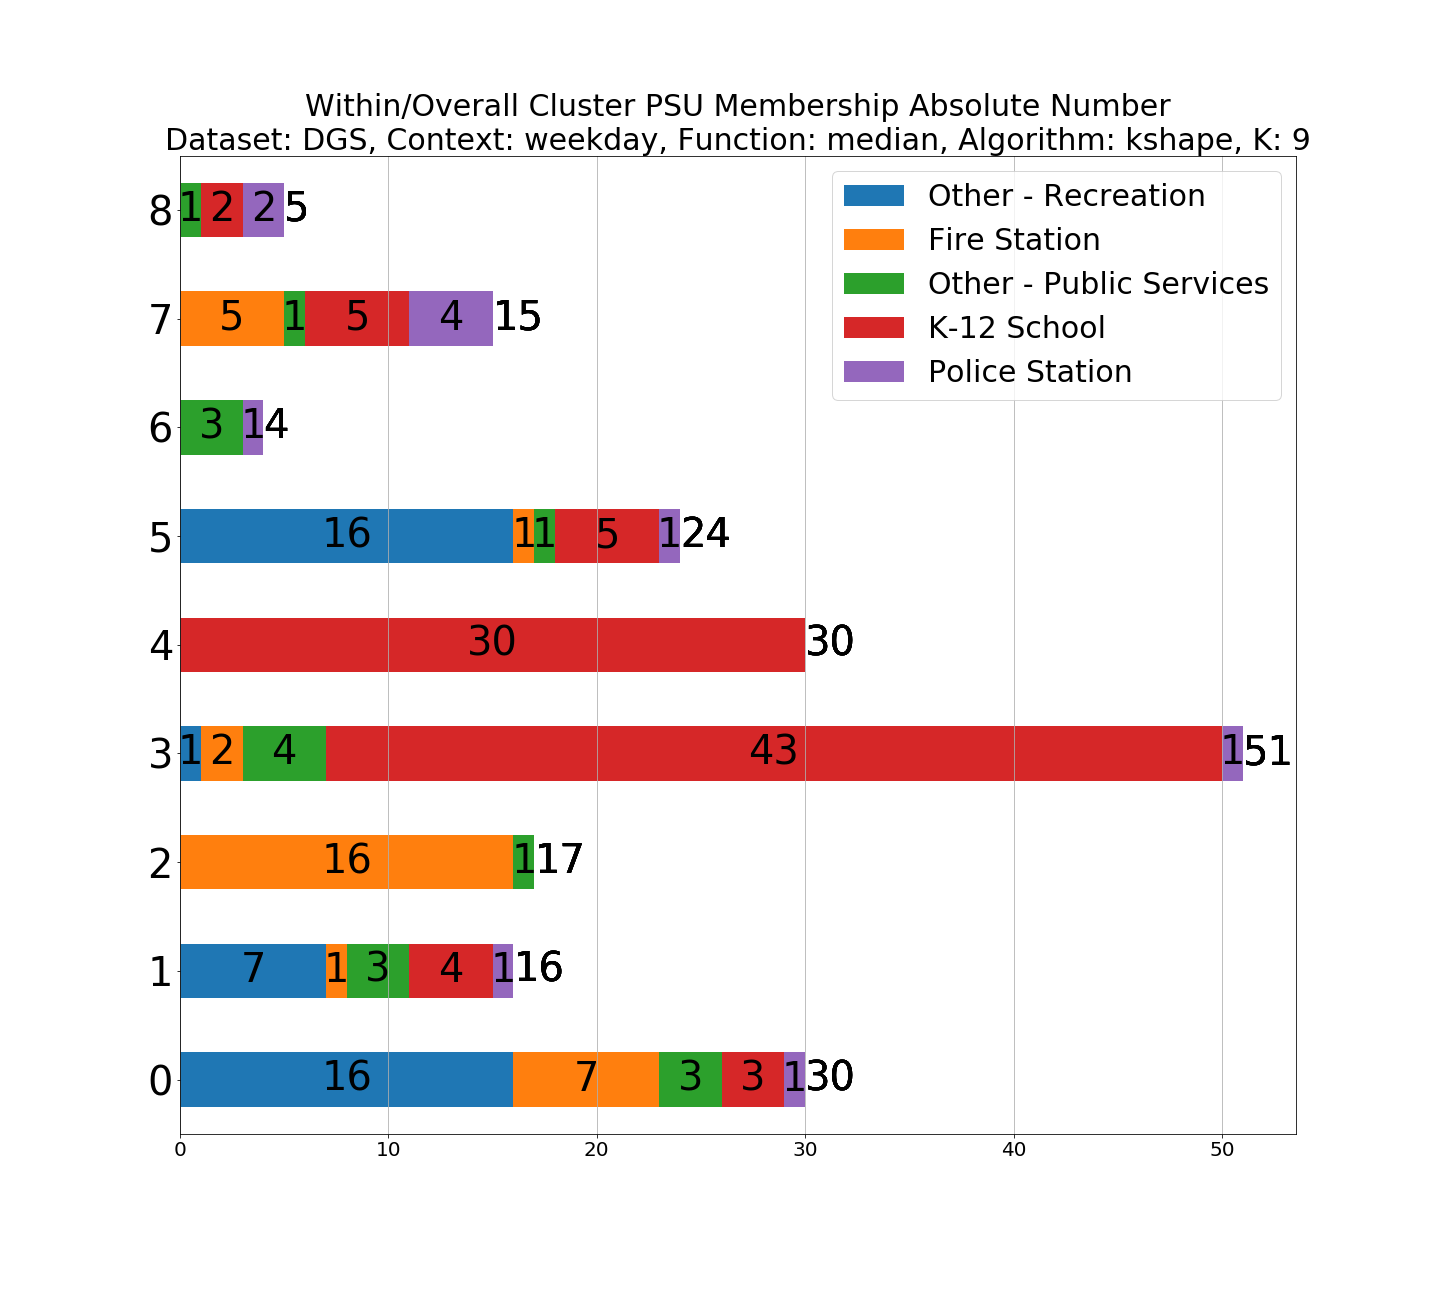 Within/Overall Cluster PSU Membership Absolute Number
Dataset: DGS, Context: weekday, Function: median, Algorithm: kshape, K: 9
Other - Recreation
Fire Station
Other - Public Services
K-12 School
Police Station
8 1 2 2 5
7 5 1 5 4 15
6 3 1 4
5 16 1 1 5 1 24
4 30 30
3 1 2 4 43 1 51
2 16 1 17
1 7 1 3 4 1 16
0 16 7 3 3 1 30
0 10 20 30 40 50